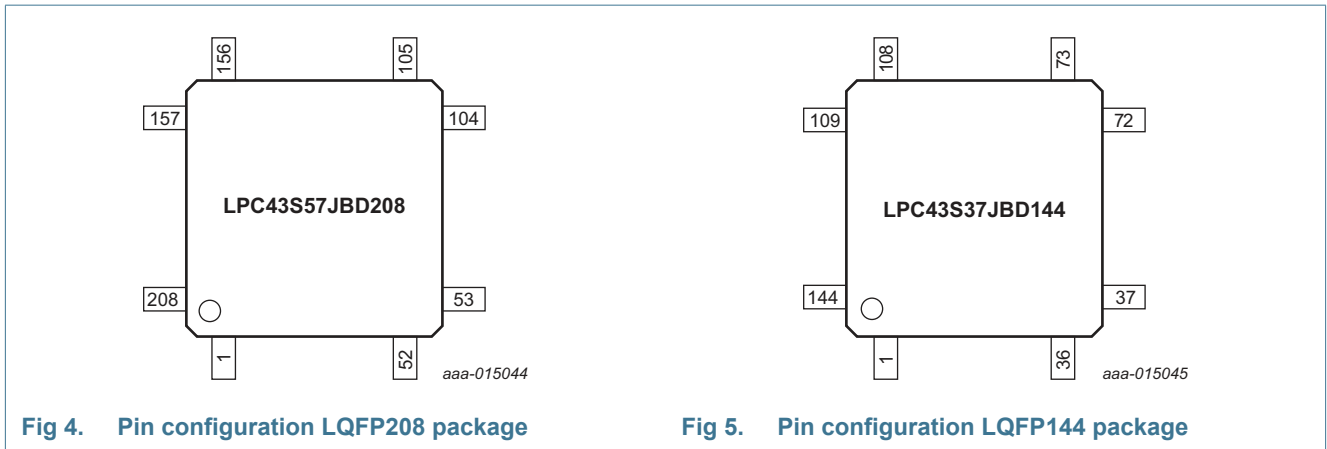 156
105
157
104
LPC43S57JBD208
208
53
1
52
aaa-015044
Fig 4. Pin configuration LQFP208 package
108
73
109
72
LPC43S37JBD144
144
37
1
36
aaa-015045
Fig 5. Pin configuration LQFP144 package